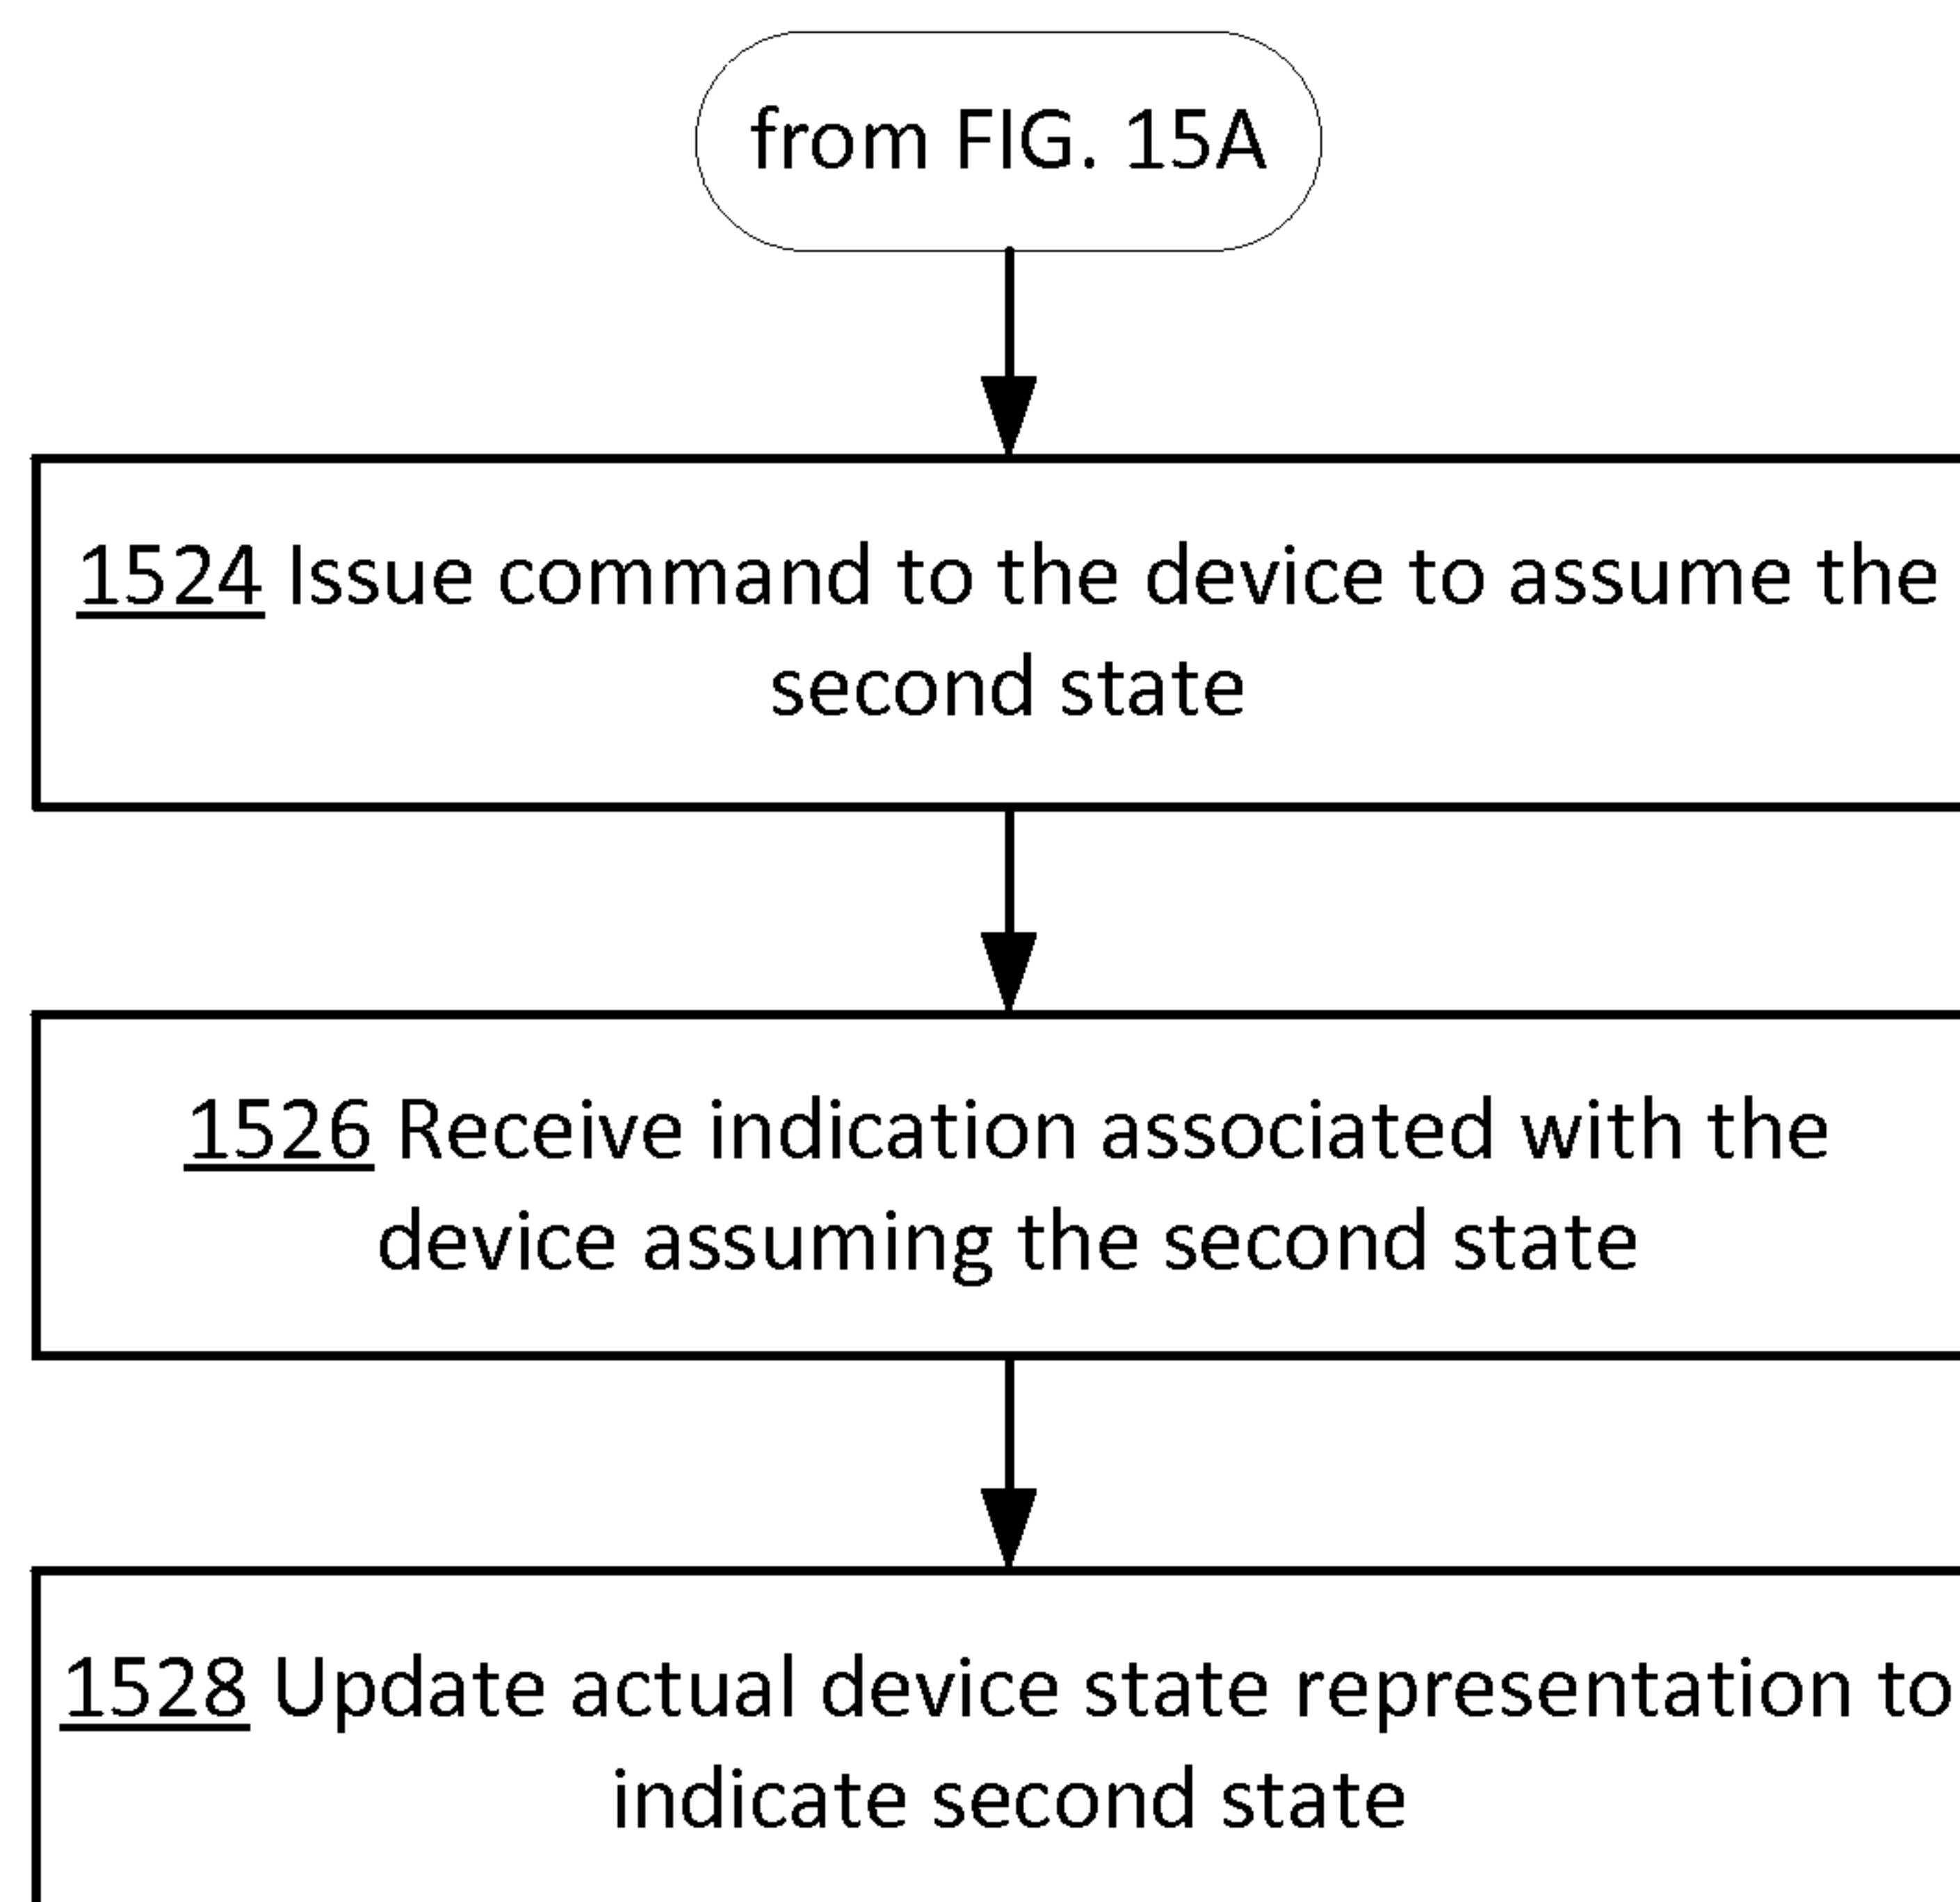 from FIG. 15A
1524 Issue command to the device to assume the
second state
1526 Receive indication associated with the
device assuming the second state
1528 Update actual device state representation to
indicate second state